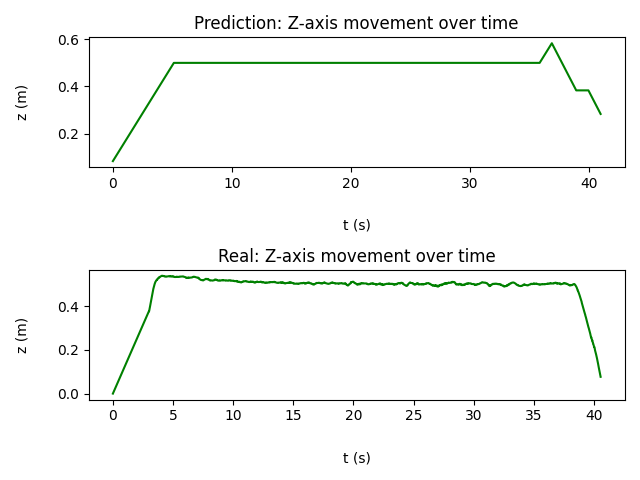 Prediction: Z-axis movement over time
0.6
0.4
0.2
z (m)
0 10 20 30 40
t (s)
Real: Z-axis movement over time
0.4
0.2
0.0
z (m)
0 5 10 15 20 25 30 35 40
t (s)